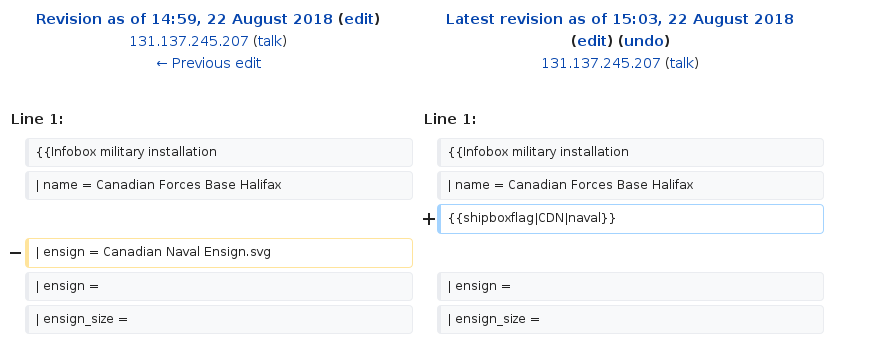 Revision as of 14:59, 22 August 2018 (edit)
131.137.245.207 (talk)
← Previous edit
Latest revision as of 15:03, 22 August 2018
(edit) (undo)
131.137.245.207 (talk)
Line 1:
Line 1:
{{Infobox military installation
{{Infobox military installation
| name = Canadian Forces Base Halifax
| name = Canadian Forces Base Halifax
+ {{shipboxflag|CDN|naval}}
− | ensign = Canadian Naval Ensign.svg
| ensign =
| ensign =
| ensign_size =
| ensign_size =